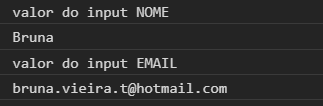 valor do input NOME
Bruna
valor do input EMAIL
bruna.vieira.t@hotmail.com